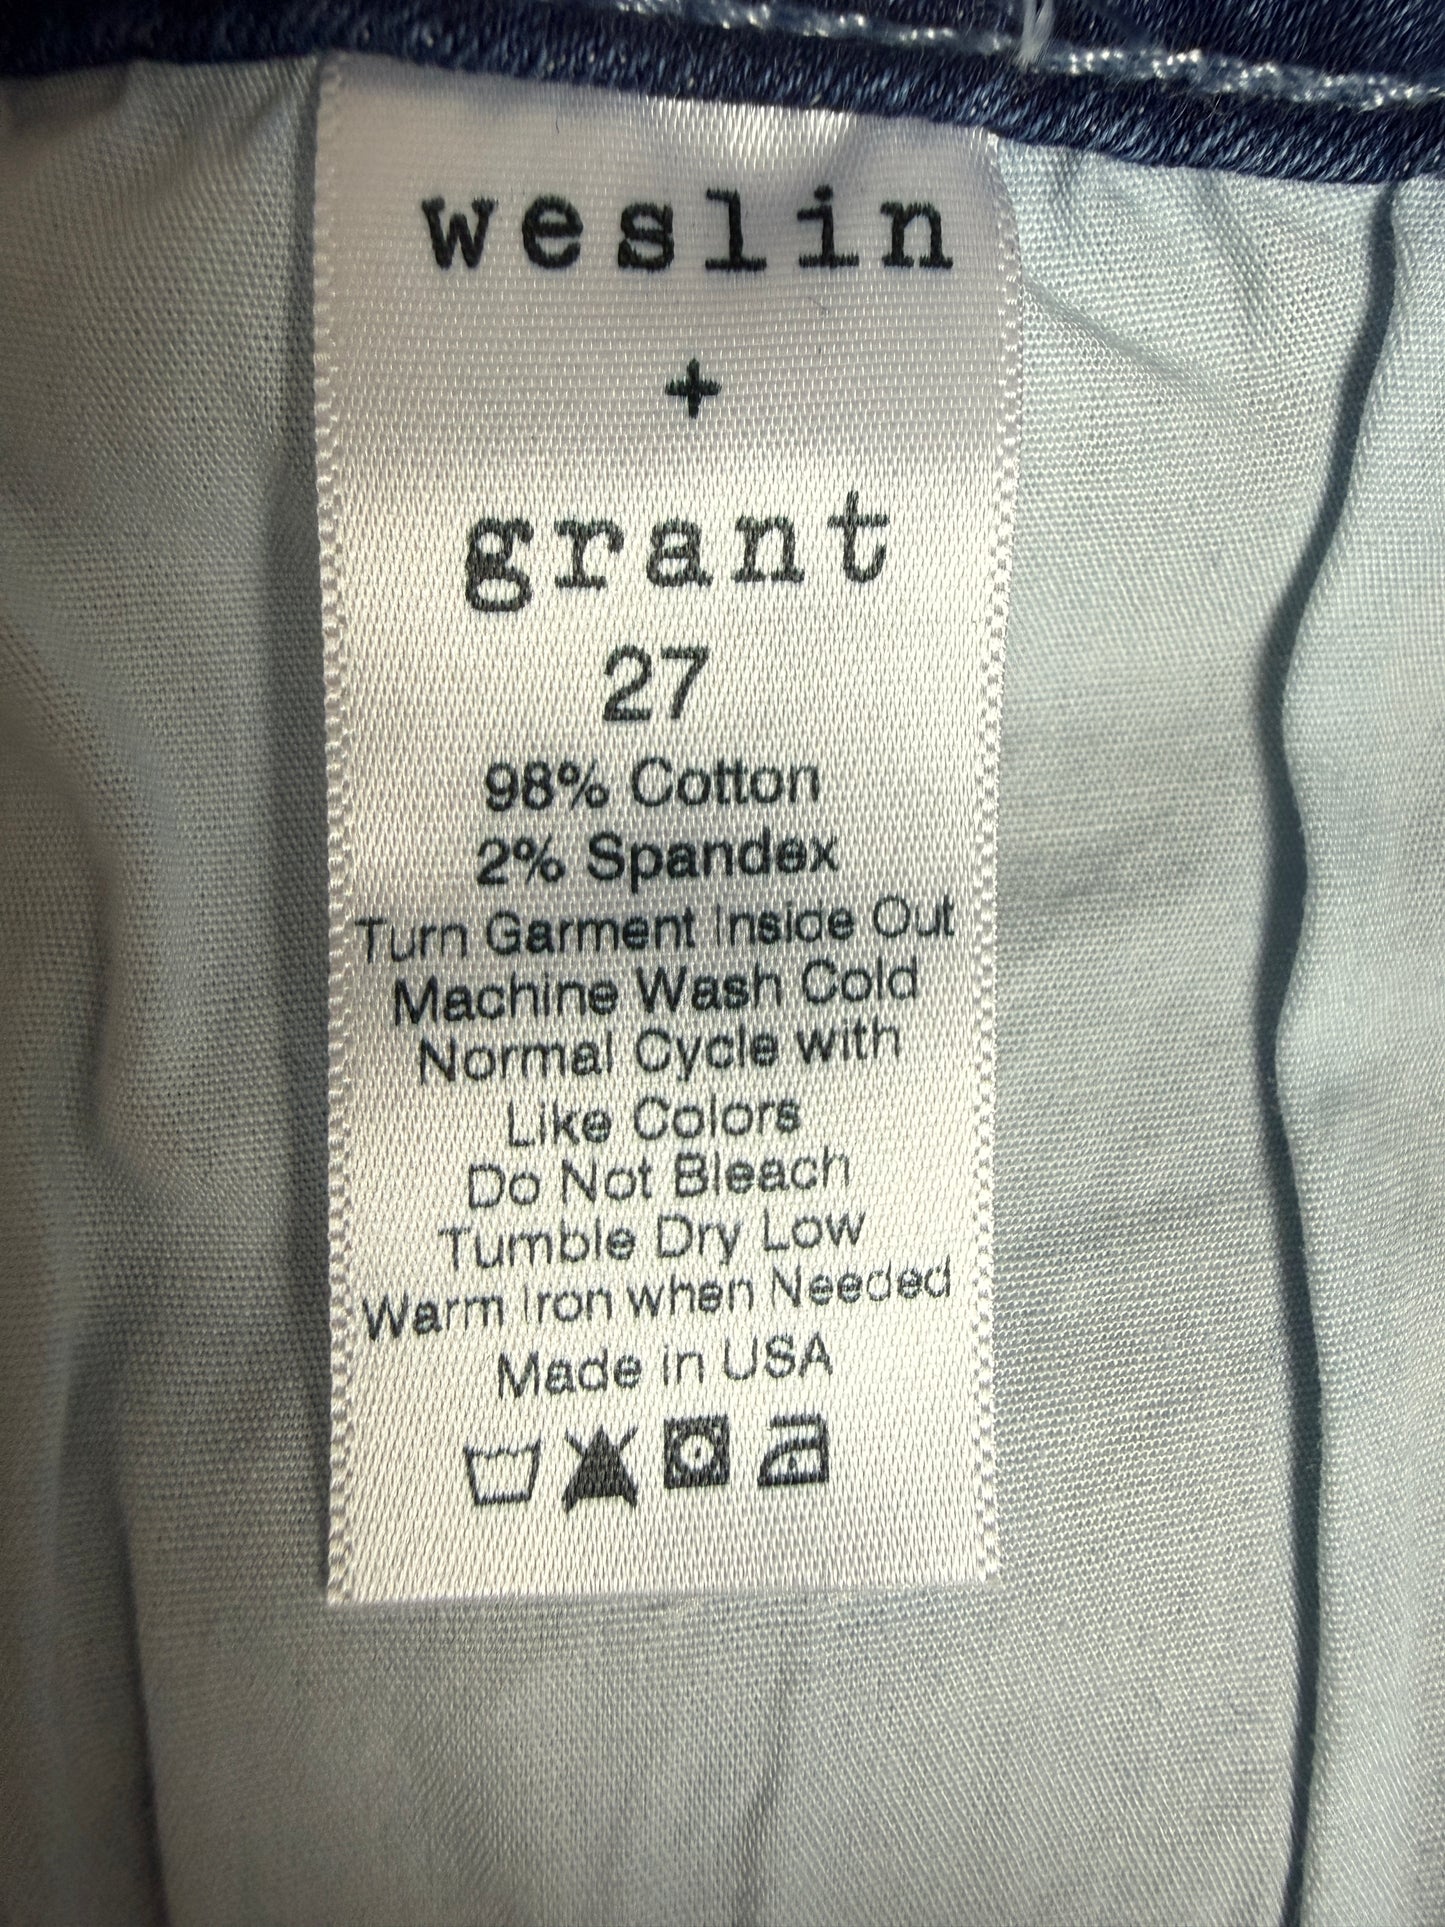 weslin
+
grant
27
98% Cotton
2% Spandex
Turn Garment Inside Out
Machine Wash Cold
Normal Cycle with
Like Colors
Do Not Bleach
Tumble Dry Low
Warm Iron when Needed
Made in USA